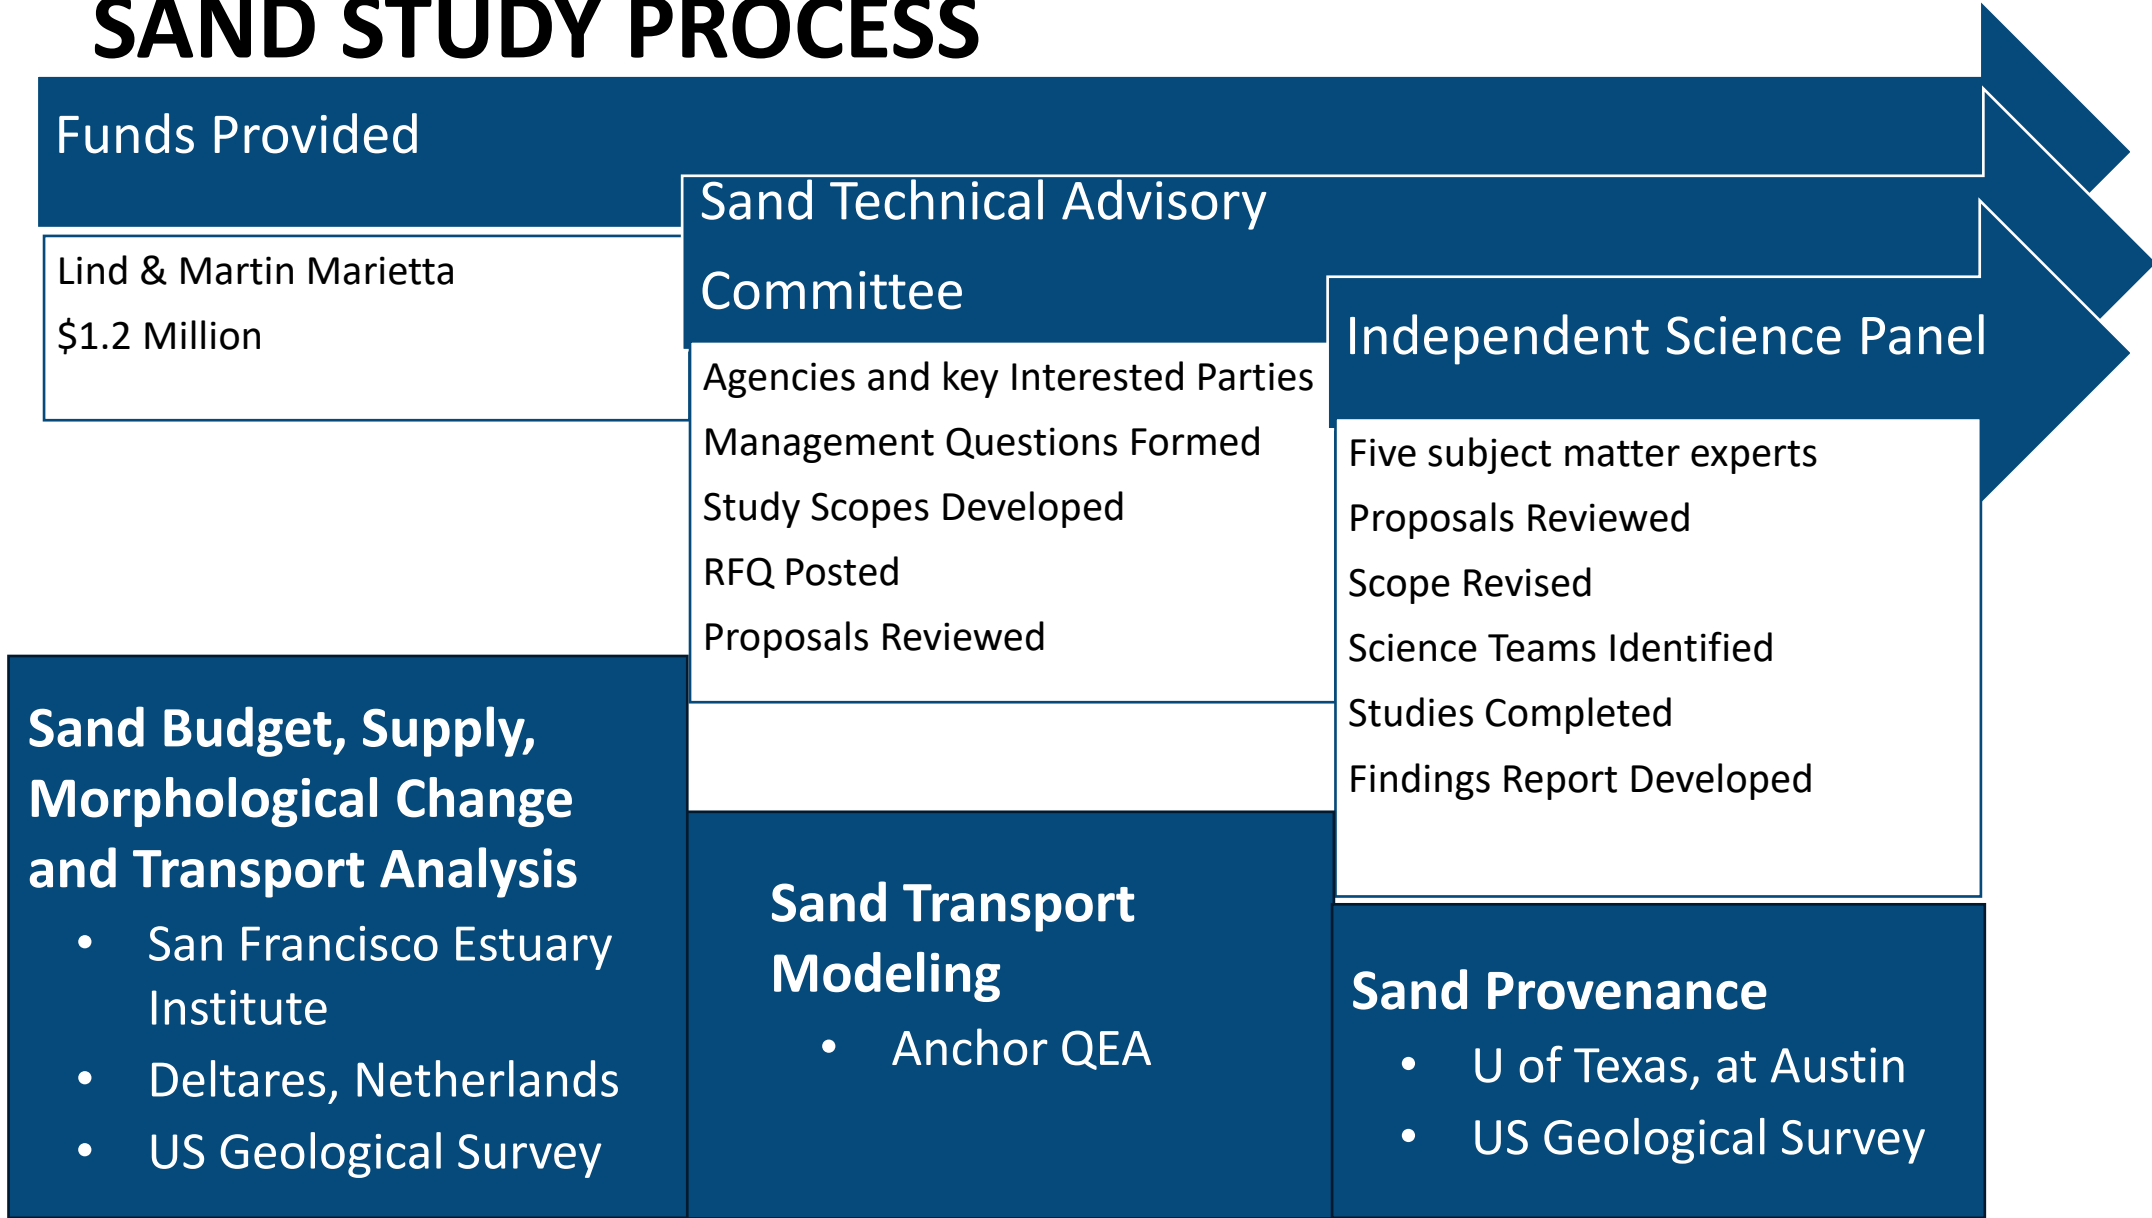 SAND STUDY PROCESS
Funds Provided
Lind & Martin Marietta
$1.2 Million
Sand Technical Advisory
Committee
Agencies and key Interested Parties
Management Questions Formed
Study Scopes Developed
RFQ Posted
Proposals Reviewed
Independent Science Panel
Five subject matter experts
Proposals Reviewed
Scope Revised
Science Teams Identified
Studies Completed
Findings Report Developed
Sand Budget, Supply,
Morphological Change
and Transport Analysis
• San Francisco Estuary
Institute
• Deltares, Netherlands
• US Geological Survey
Sand Transport
Modeling
• Anchor QEA
Sand Provenance
• U of Texas, at Austin
• US Geological Survey